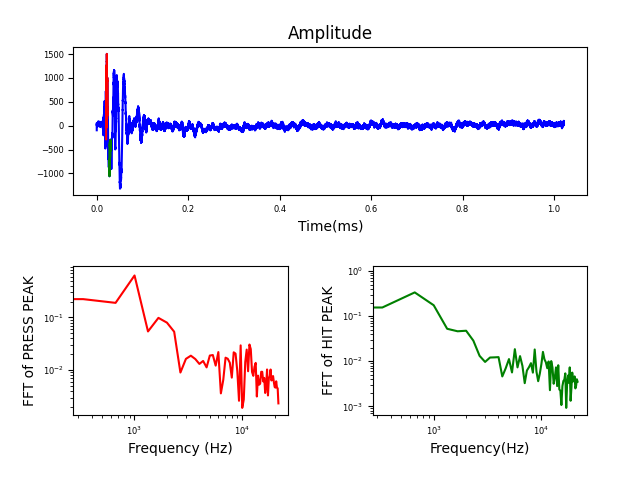 Amplitude
1500
1000
500
0
−500
−1000
0.0 0.2 0.4 0.6 0.8 1.0
Time(ms)
FFT of PRESS PEAK
10⁻¹
10⁻²
10³ 10⁴
Frequency (Hz)
FFT of HIT PEAK
10⁰
10⁻¹
10⁻²
10⁻³
10³ 10⁴
Frequency(Hz)